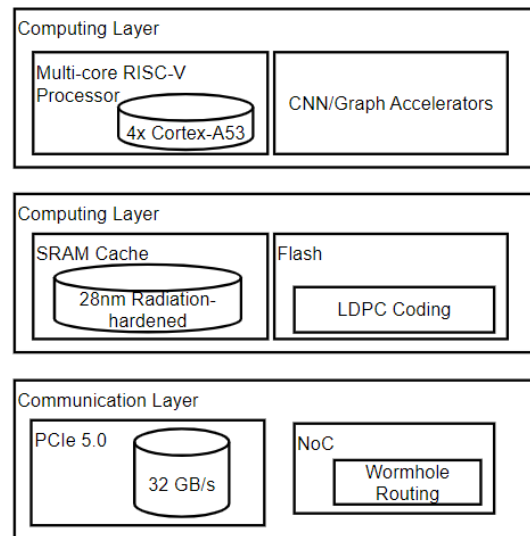 Computing Layer
Multi-core RISC-V
Processor
4x Cortex-A53
CNN/Graph Accelerators
Computing Layer
SRAM Cache
28nm Radiation-
hardened
Flash
LDPC Coding
Communication Layer
PCIe 5.0
32 GB/s
NoC
Wormhole
Routing